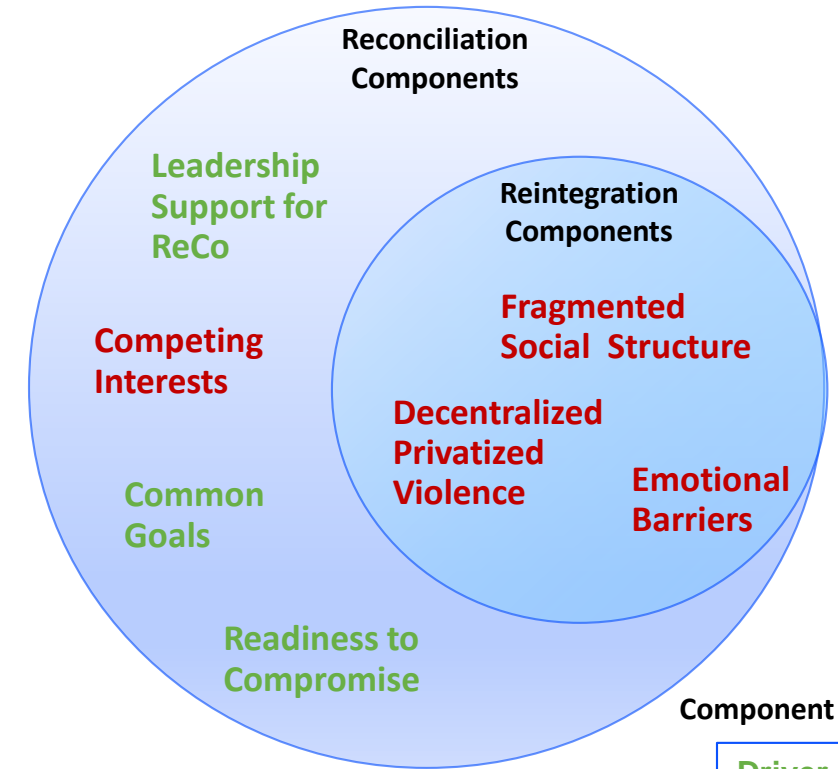 Reconciliation
Components
Leadership
Support for
ReCo
Reintegration
Components
Fragmented
Social Structure
Competing
Interests
Decentralized
Privatized
Violence
Emotional
Barriers
Common
Goals
Readiness to
Compromise
Component
Driver